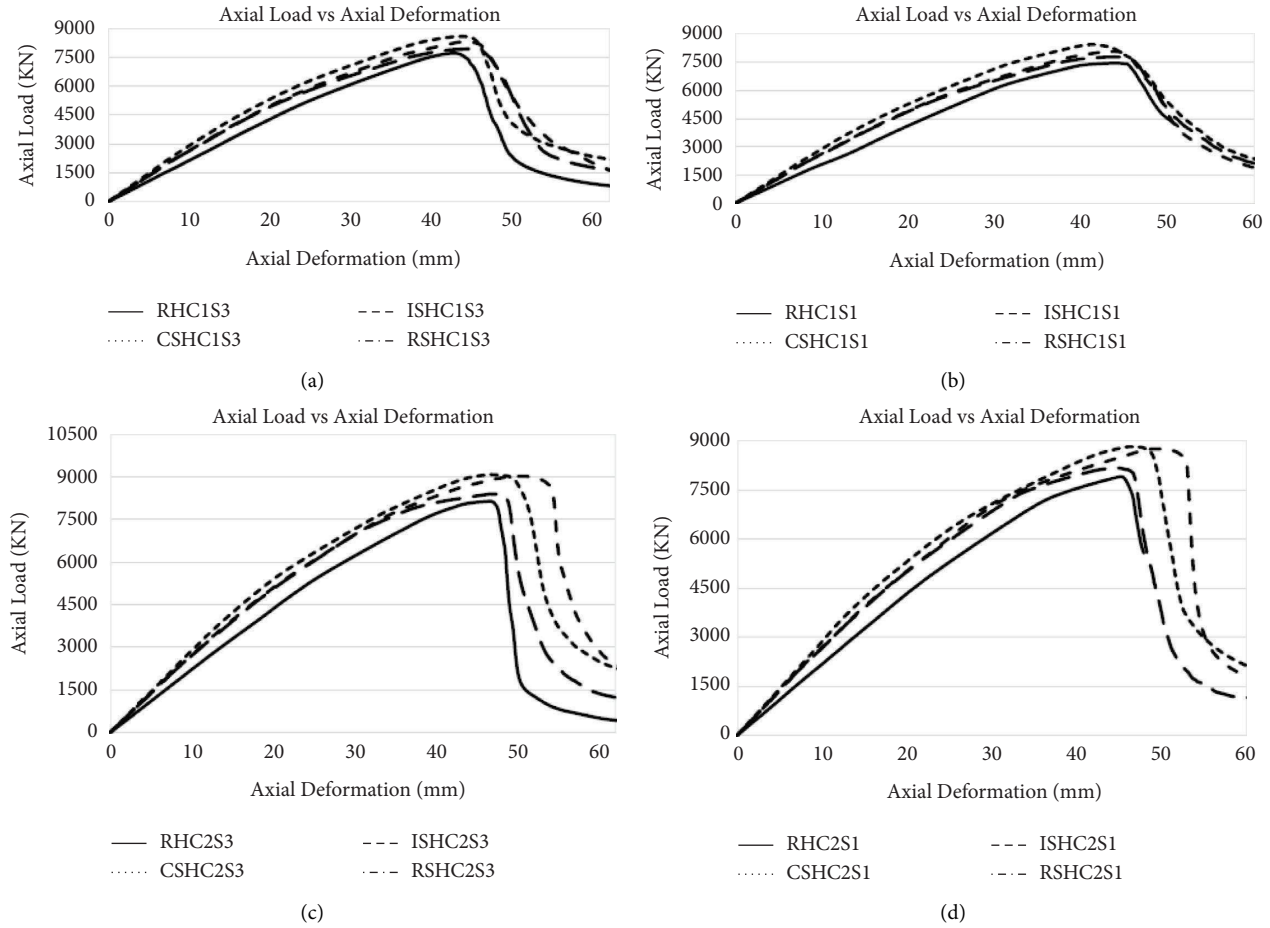 Axial Load vs Axial Deformation
Axial Load (KN)
9000
7500
6000
4500
3000
1500
0
0 10 20 30 40 50 60
Axial Deformation (mm)
RHC1S3 ISHC1S3
CSHC1S3 RSHC1S3
(a)
Axial Load vs Axial Deformation
Axial Load (KN)
9000
7500
6000
4500
3000
1500
0
0 10 20 30 40 50 60
Axial Deformation (mm)
RHC1S1 ISHC1S1
CSHC1S1 RSHC1S1
(b)
Axial Load vs Axial Deformation
Axial Load (KN)
10500
9000
7500
6000
4500
3000
1500
0
0 10 20 30 40 50 60
Axial Deformation (mm)
RHC2S3 ISHC2S3
CSHC2S3 RSHC2S3
(c)
Axial Load vs Axial Deformation
Axial Load (KN)
9000
7500
6000
4500
3000
1500
0
0 10 20 30 40 50 60
Axial Deformation (mm)
RHC2S1 ISHC2S1
CSHC2S1 RSHC2S1
(d)